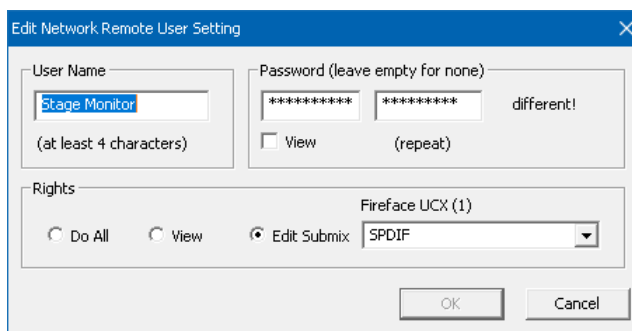 Edit Network Remote User Setting
User Name
Password (leave empty for none)
Stage Monitor
********** ********* different!
(at least 4 characters)
View
(repeat)
Rights
Fireface UCX (1)
Do All
View
Edit Submix
SPDIF
OK
Cancel